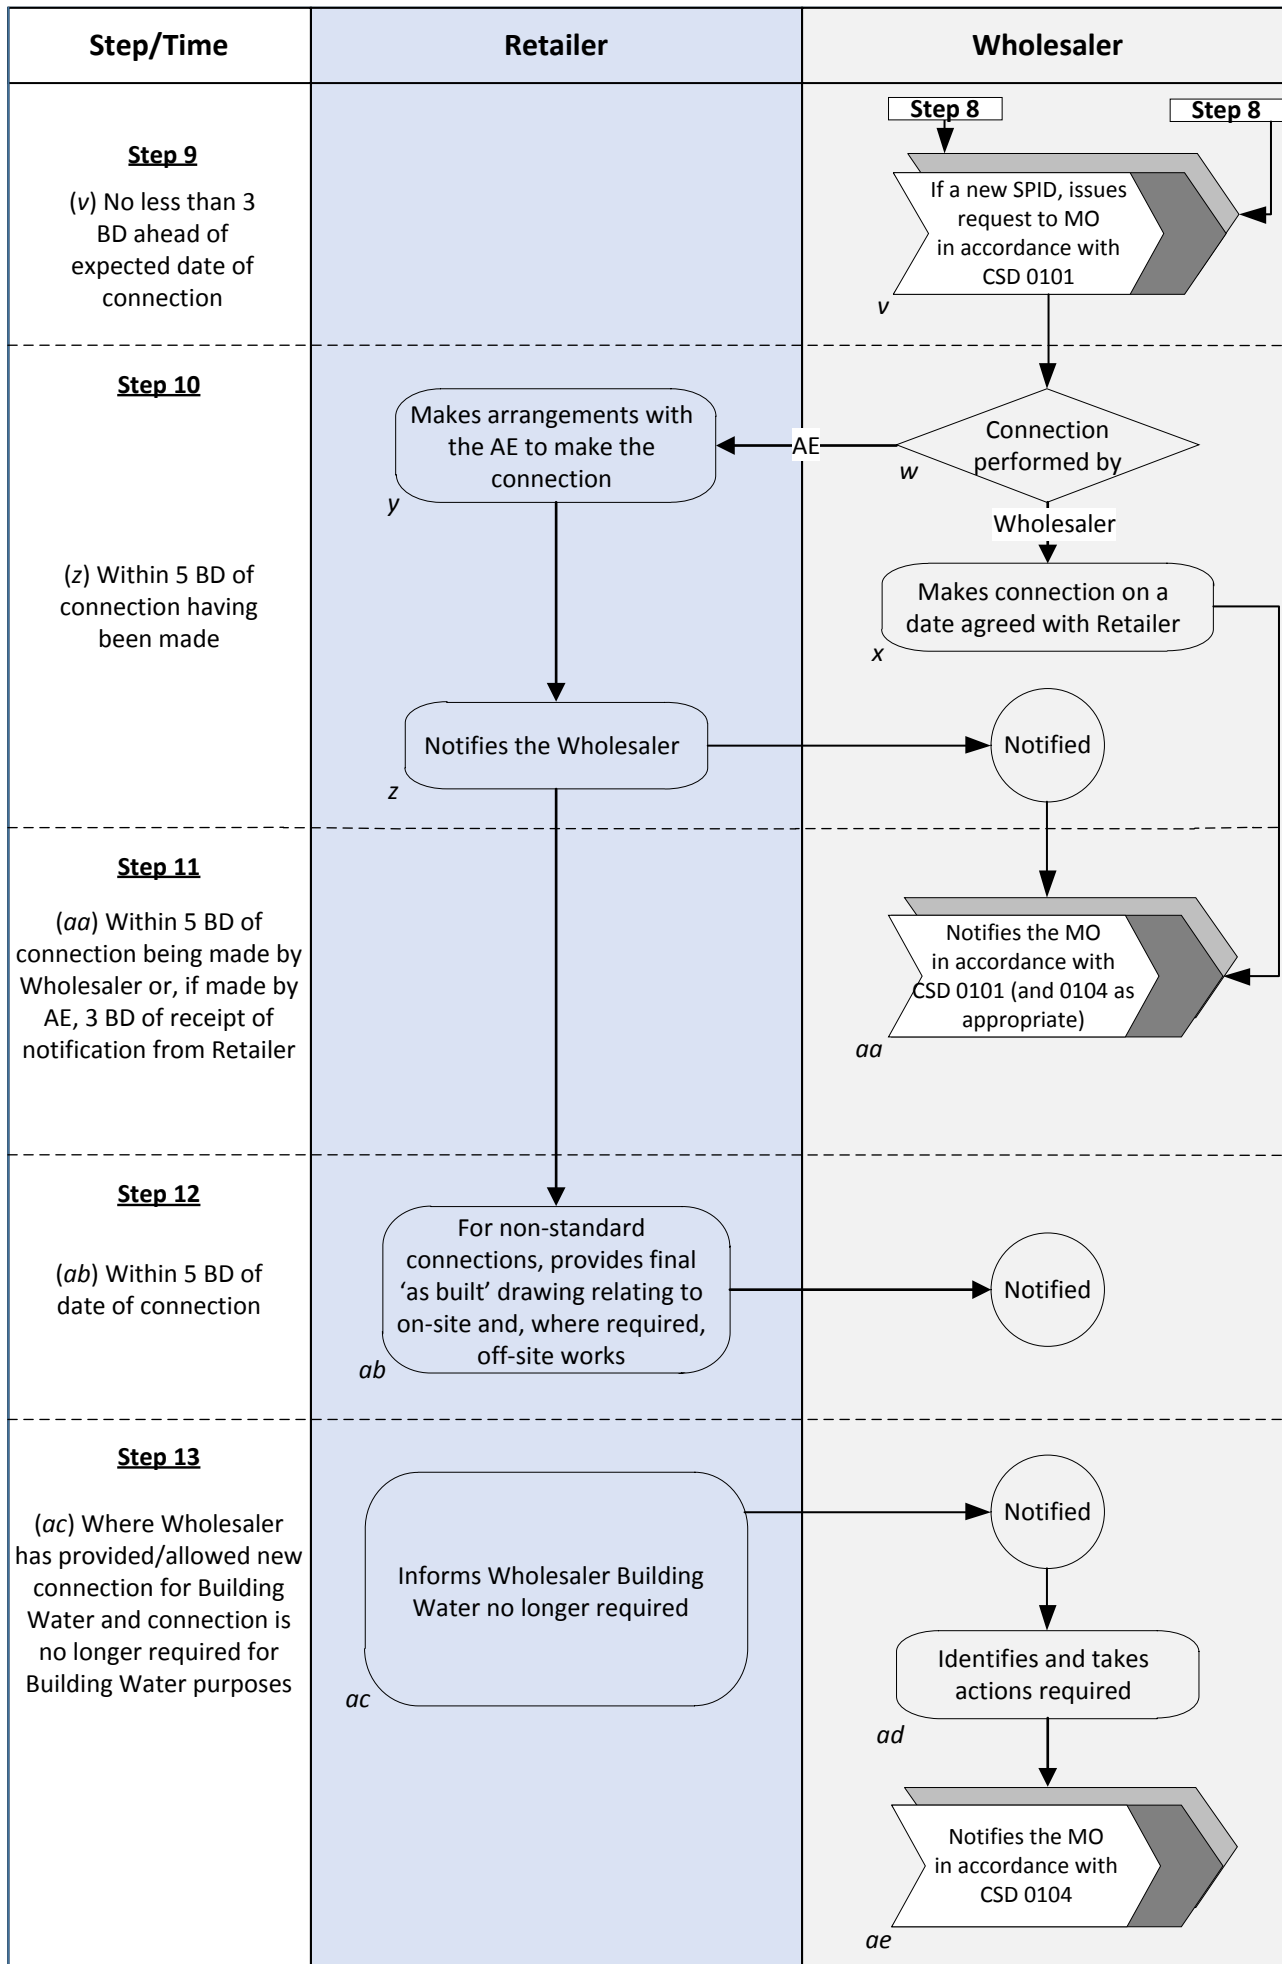 Step/Time
Retailer
Wholesaler
Step 8
Step 8
Step 9
(v) No less than 3
BD ahead of
expected date of
connection
If a new SPID, issues
request to MO
in accordance with
CSD 0101
v
Step 10
Makes arrangements with
the AE to make the
connection
y
AE
Connection
performed by
w
Wholesaler
(z) Within 5 BD of
connection having
been made
Makes connection on a
date agreed with Retailer
x
Notifies the Wholesaler
z
Notified
Step 11
(aa) Within 5 BD of
connection being made by
Wholesaler or, if made by
AE, 3 BD of receipt of
notification from Retailer
Notifies the MO
in accordance with
CSD 0101 (and 0104 as
appropriate)
aa
Step 12
(ab) Within 5 BD of
date of connection
For non-standard
connections, provides final
‘as built’ drawing relating to
on-site and, where required,
off-site works
ab
Notified
Step 13
(ac) Where Wholesaler
has provided/allowed new
connection for Building
Water and connection is
no longer required for
Building Water purposes
Informs Wholesaler Building
Water no longer required
ac
Notified
Identifies and takes
actions required
ad
Notifies the MO
in accordance with
CSD 0104
ae